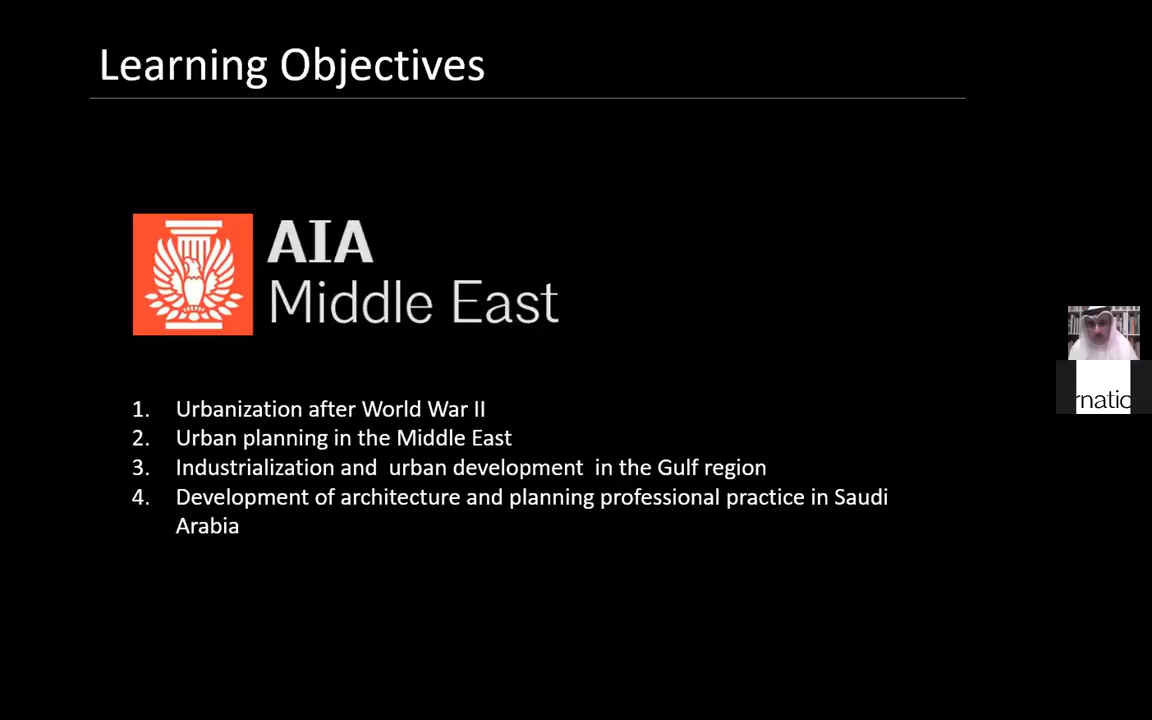 Learning Objectives
AIA
Middle East
1. Urbanization after World War II
2. Urban planning in the Middle East
3. Industrialization and  urban development  in the Gulf region
4. Development of architecture and planning professional practice in Saudi
Arabia
rnatio